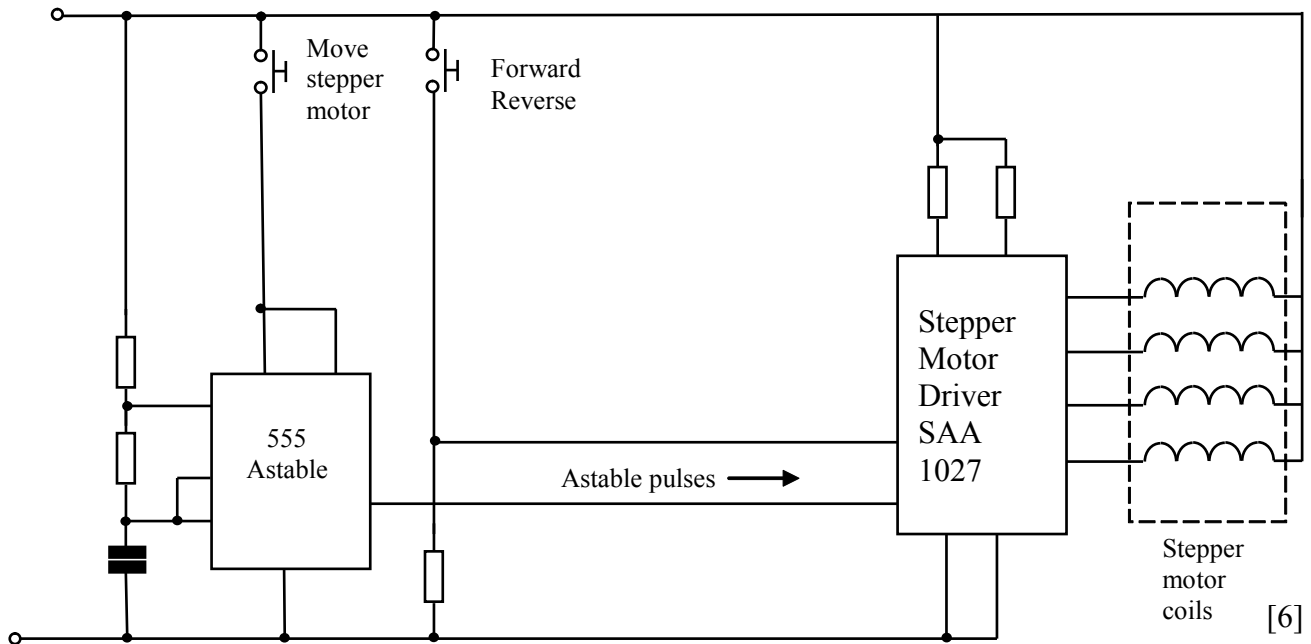 Move
stepper
motor
Forward
Reverse
555
Astable
Astable pulses
Stepper
Motor
Driver
SAA
1027
Stepper
motor
coils
[6]